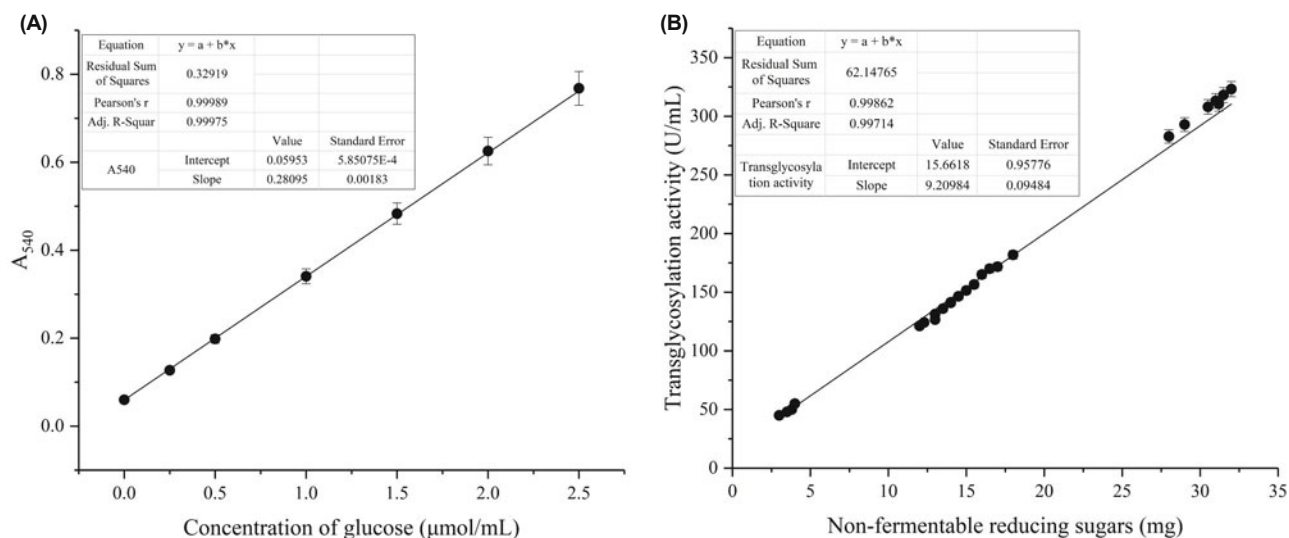 (A)
Equation y = a + b*x
Residual Sum
of Squares 0.32919
Pearson's r 0.99989
Adj. R-Squar 0.99975
Value Standard Error
A540 Intercept 0.05953 5.85075E-4
Slope 0.28095 0.00183
0.8
0.6
0.4
0.2
0.0
A540
0.0 0.5 1.0 1.5 2.0 2.5
Concentration of glucose (μmol/mL)
(B)
Equation y = a + b*x
Residual Sum
of Squares 62.14765
Pearson's r 0.99862
Adj. R-Square 0.99714
Value Standard Error
Transglycosyla
tion activity
Intercept 15.6618 0.95776
Slope 9.20984 0.09484
350
300
250
200
150
100
50
0
Transglycosylation activity (U/mL)
0 5 10 15 20 25 30 35
Non-fermentable reducing sugars (mg)